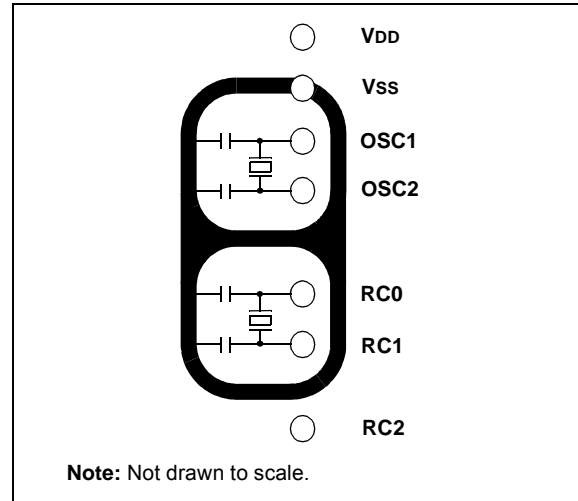 VDD
VSS
OSC1
OSC2
RC0
RC1
RC2
Note: Not drawn to scale.